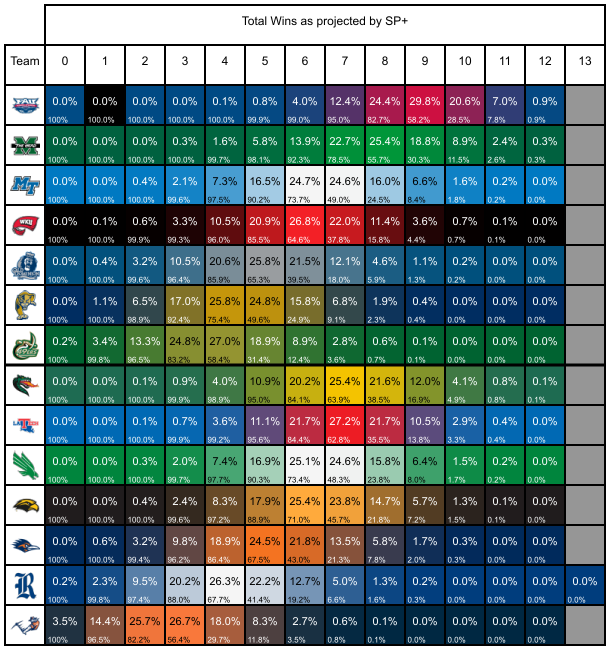 Total Wins as projected by SP+
Team 0 1 2 3 4 5 6 7 8 9 10 11 12 13
FAU 0.0% 0.0% 0.0% 0.0% 0.1% 0.8% 4.0% 12.4% 24.4% 29.8% 20.6% 7.0% 0.9%
100% 100.0% 100.0% 100.0% 100.0% 99.9% 99.0% 95.0% 82.7% 58.2% 28.5% 7.8% 0.9%
M 0.0% 0.0% 0.0% 0.3% 1.6% 5.8% 12.9% 22.7% 25.4% 18.8% 8.9% 2.4% 0.3%
100% 100.0% 100.0% 100.0% 99.7% 98.1% 92.3% 78.5% 55.7% 30.3% 11.5% 2.6% 0.3%
MT 0.0% 0.0% 0.4% 2.1% 7.3% 16.5% 24.7% 24.6% 16.0% 6.6% 1.6% 0.2% 0.0%
100% 100.0% 100.0% 99.6% 97.5% 90.2% 73.7% 49.0% 24.5% 8.4% 1.8% 0.2% 0.0%
WKU 0.0% 0.1% 0.6% 3.3% 10.5% 20.9% 26.8% 22.0% 11.4% 3.6% 0.7% 0.1% 0.0%
100% 100.0% 99.9% 99.3% 96.0% 85.5% 64.6% 37.8% 15.8% 4.4% 0.7% 0.1% 0.0%
0.0% 0.4% 3.2% 10.5% 20.6% 25.8% 21.5% 12.1% 4.6% 1.1% 0.2% 0.0% 0.0%
100% 100.0% 99.6% 96.4% 85.9% 65.3% 39.5% 18.0% 5.9% 1.3% 0.2% 0.0% 0.0%
0.0% 1.1% 6.5% 17.0% 25.8% 24.8% 15.8% 6.8% 1.9% 0.4% 0.0% 0.0% 0.0%
100% 100.0% 98.9% 92.4% 75.4% 49.6% 24.9% 9.1% 2.3% 0.4% 0.0% 0.0% 0.0%
0.2% 3.4% 13.3% 24.8% 27.0% 18.9% 8.9% 2.8% 0.6% 0.1% 0.0% 0.0% 0.0%
100% 99.8% 96.5% 83.2% 58.4% 31.4% 12.4% 3.6% 0.7% 0.1% 0.0% 0.0% 0.0%
0.0% 0.0% 0.1% 0.9% 4.0% 10.9% 20.2% 25.4% 21.6% 12.0% 4.1% 0.8% 0.1%
100% 100.0% 100.0% 99.9% 98.9% 95.0% 84.1% 63.9% 38.5% 16.9% 4.9% 0.8% 0.1%
LA TECH 0.0% 0.0% 0.1% 0.7% 3.6% 11.1% 21.7% 27.2% 21.7% 10.5% 2.9% 0.4% 0.0%
100% 100.0% 100.0% 99.9% 99.2% 95.6% 84.4% 62.8% 35.5% 13.8% 3.3% 0.4% 0.0%
0.0% 0.0% 0.3% 2.0% 7.4% 16.9% 25.1% 24.6% 15.8% 6.4% 1.5% 0.2% 0.0%
100% 100.0% 100.0% 99.7% 97.7% 90.3% 73.4% 48.3% 23.8% 8.0% 1.7% 0.2% 0.0%
0.0% 0.0% 0.4% 2.4% 8.3% 17.9% 25.4% 23.8% 14.7% 5.7% 1.3% 0.1% 0.0%
100% 100.0% 100.0% 99.6% 97.2% 88.9% 71.0% 45.7% 21.8% 7.2% 1.5% 0.1% 0.0%
0.0% 0.6% 3.2% 9.8% 18.9% 24.5% 21.8% 13.5% 5.8% 1.7% 0.3% 0.0% 0.0%
100% 100.0% 99.4% 96.2% 86.4% 67.5% 43.0% 21.3% 7.8% 2.0% 0.3% 0.0% 0.0%
R 0.2% 2.3% 9.5% 20.2% 26.3% 22.2% 12.7% 5.0% 1.3% 0.2% 0.0% 0.0% 0.0% 0.0%
100% 99.8% 97.4% 88.0% 67.7% 41.4% 19.2% 6.6% 1.6% 0.3% 0.0% 0.0% 0.0% 0.0%
3.5% 14.4% 25.7% 26.7% 18.0% 8.3% 2.7% 0.6% 0.1% 0.0% 0.0% 0.0% 0.0%
100% 96.5% 82.2% 56.4% 29.7% 11.8% 3.5% 0.8% 0.1% 0.0% 0.0% 0.0% 0.0%